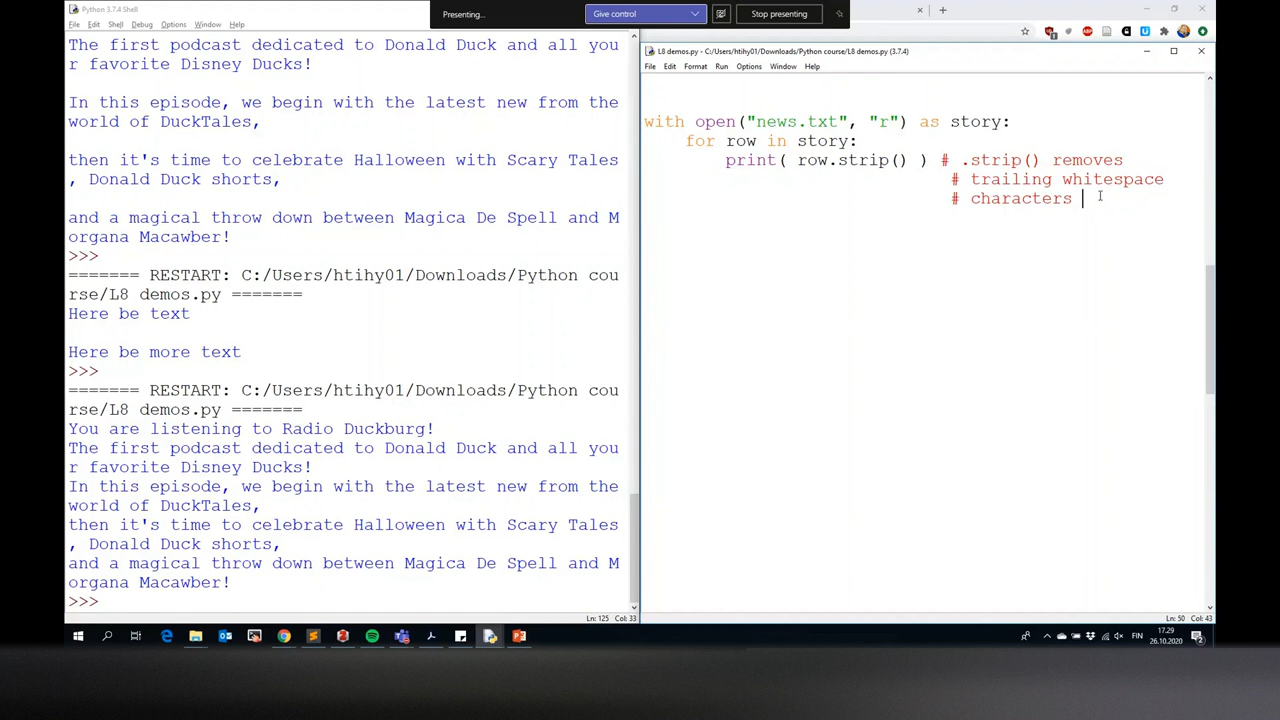 Python 3.7.4 Shell
File Edit Shell Debug Options Window Help
The first podcast dedicated to Donald Duck and all you
r favorite Disney Ducks!
In this episode, we begin with the latest new from the
world of DuckTales,
then it's time to celebrate Halloween with Scary Tales
, Donald Duck shorts,
and a magical throw down between Magica De Spell and M
organa Macawber!
>>>
======= RESTART: C:/Users/htihy01/Downloads/Python cou
rse/L8 demos.py =======
Here be text
Here be more text
>>>
======= RESTART: C:/Users/htihy01/Downloads/Python cou
rse/L8 demos.py =======
You are listening to Radio Duckburg!
The first podcast dedicated to Donald Duck and all you
r favorite Disney Ducks!
In this episode, we begin with the latest new from the
world of DuckTales,
then it's time to celebrate Halloween with Scary Tales
, Donald Duck shorts,
and a magical throw down between Magica De Spell and M
organa Macawber!
>>>
Ln: 125 Col: 33
Presenting...
Give control
Stop presenting
L8 demos.py - C:/Users/htihy01/Downloads/Python course/L8 demos.py (3.7.4)
File Edit Format Run Options Window Help
with open("news.txt", "r") as story:
for row in story:
print( row.strip() ) # .strip() removes
# trailing whitespace
# characters
Ln: 50 Col: 43
FIN
17.29
26.10.2020